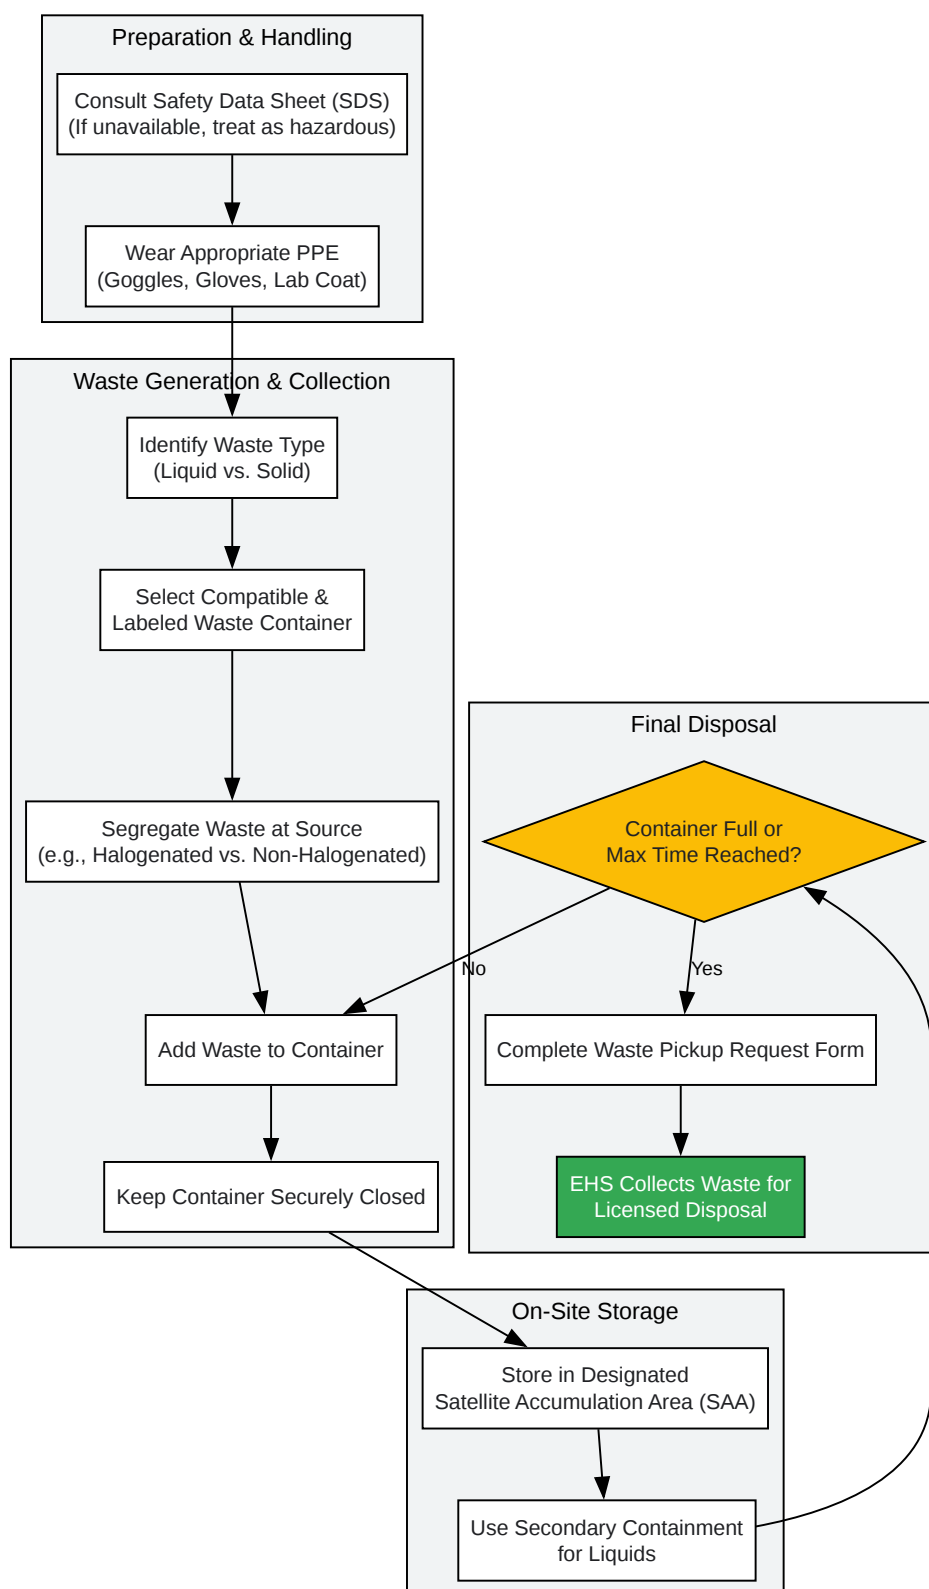 Preparation & Handling
Consult Safety Data Sheet (SDS)
(If unavailable, treat as hazardous)
Wear Appropriate PPE
(Goggles, Gloves, Lab Coat)
Waste Generation & Collection
Identify Waste Type
(Liquid vs. Solid)
Select Compatible &
Labeled Waste Container
Segregate Waste at Source
(e.g., Halogenated vs. Non-Halogenated)
Add Waste to Container
Keep Container Securely Closed
Final Disposal
Container Full or
Max Time Reached?
No
Yes
Complete Waste Pickup Request Form
EHS Collects Waste for
Licensed Disposal
On-Site Storage
Store in Designated
Satellite Accumulation Area (SAA)
Use Secondary Containment
for Liquids